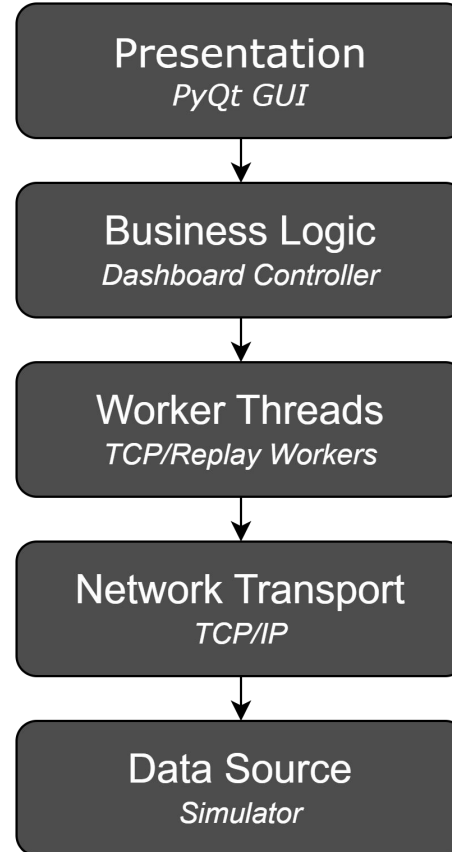 Presentation
PyQt GUI
Business Logic
Dashboard Controller
Worker Threads
TCP/Replay Workers
Network Transport
TCP/IP
Data Source
Simulator